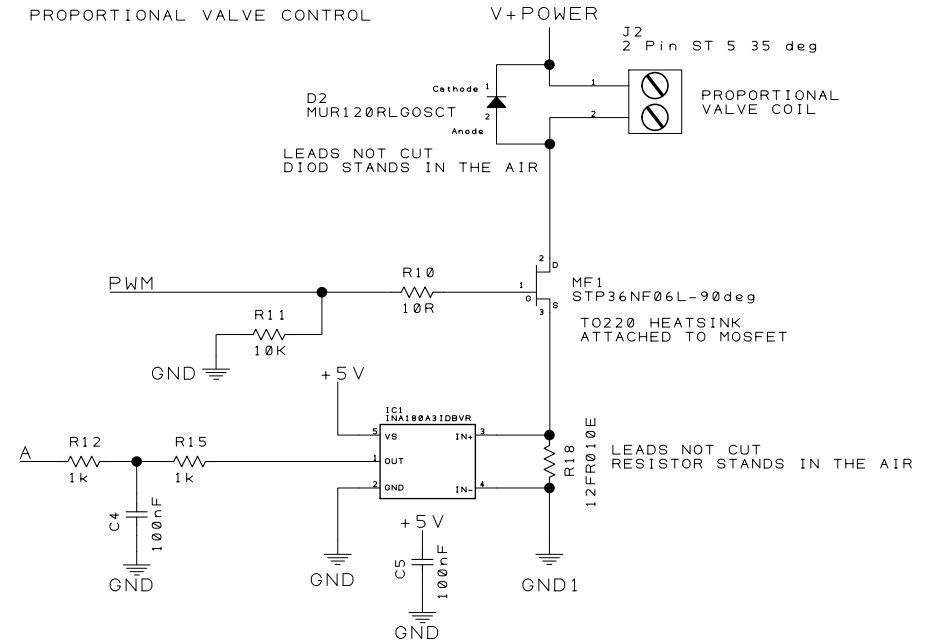 PROPORTIONAL VALVE CONTROL
V+POWER
J2
2 Pin ST 5 35 deg
1
2
PROPORTIONAL
VALVE COIL
Cathode 1
D2
MUR120RLGOSCT
2
Anode
LEADS NOT CUT
DIOD STANDS IN THE AIR
2 D
1
G
S
3
MF1
STP36NF06L-90deg
TO220 HEATSINK
ATTACHED TO MOSFET
PWM
R10
10R
R11
10K
GND
+5V
IC1
INA180A3IDBVR
5 VS
IN+ 3
1 OUT
2 GND
IN- 4
A
R12
1k
R15
1k
R18
12FR010E
LEADS NOT CUT
RESISTOR STANDS IN THE AIR
C4
100nF
GND
GND
+5V
C5
100nF
GND
GND1